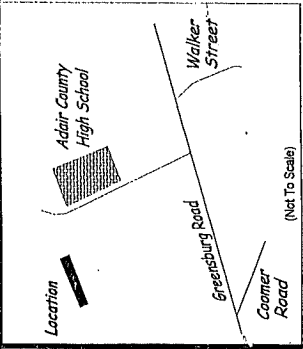 Adair County
High School
Walker
Street
Location
Greensburg Road
Coomer
Road
(Not To Scale)